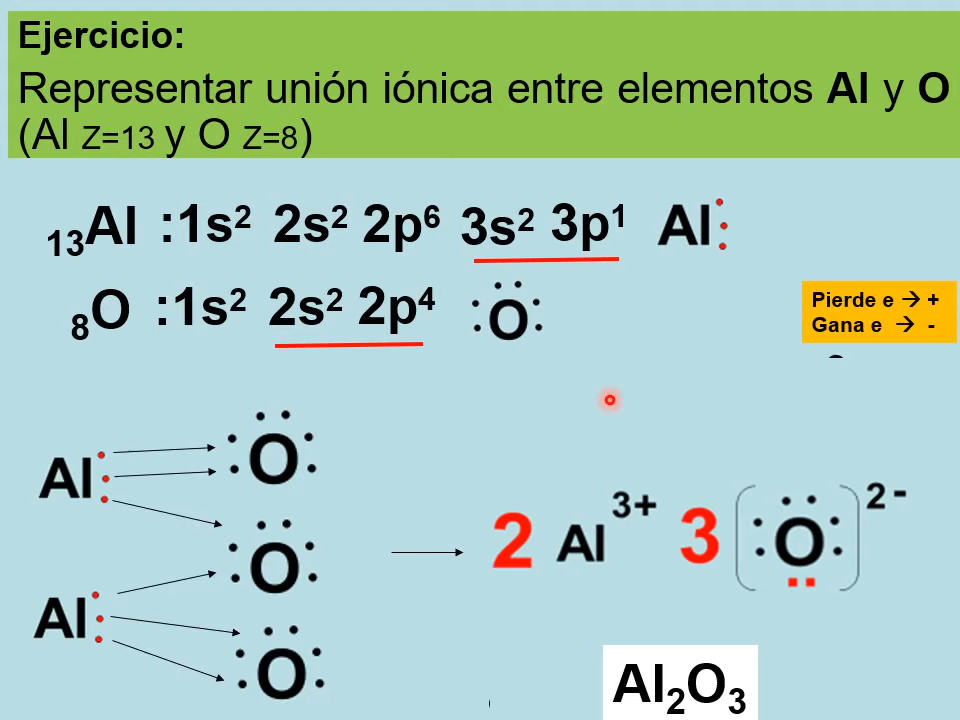 Ejercicio:
Representar unión iónica entre elementos Al y O
(Al Z=13 y O Z=8)
₁₃Al :1s² 2s² 2p⁶ 3s² 3p¹ Al
₈O :1s² 2s² 2p⁴ O
Pierde e → +
Gana e → -
Al
O
O
Al
O
2 Al³⁺ 3 (O)²⁻
Al₂O₃